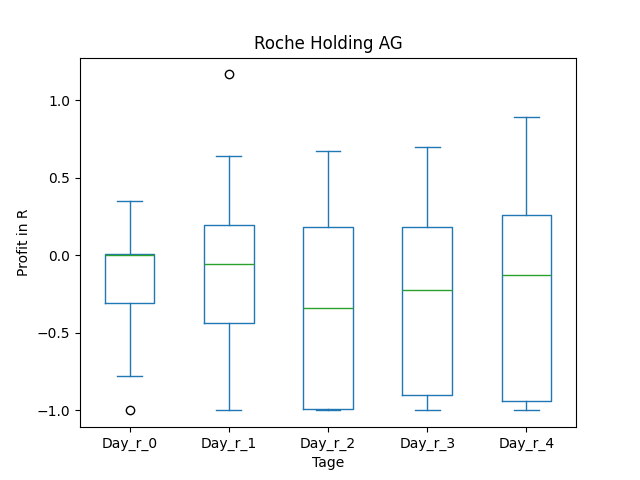 Roche Holding AG
Profit in R
1.0
0.5
0.0
−0.5
−1.0
Day_r_0 Day_r_1 Day_r_2 Day_r_3 Day_r_4
Tage